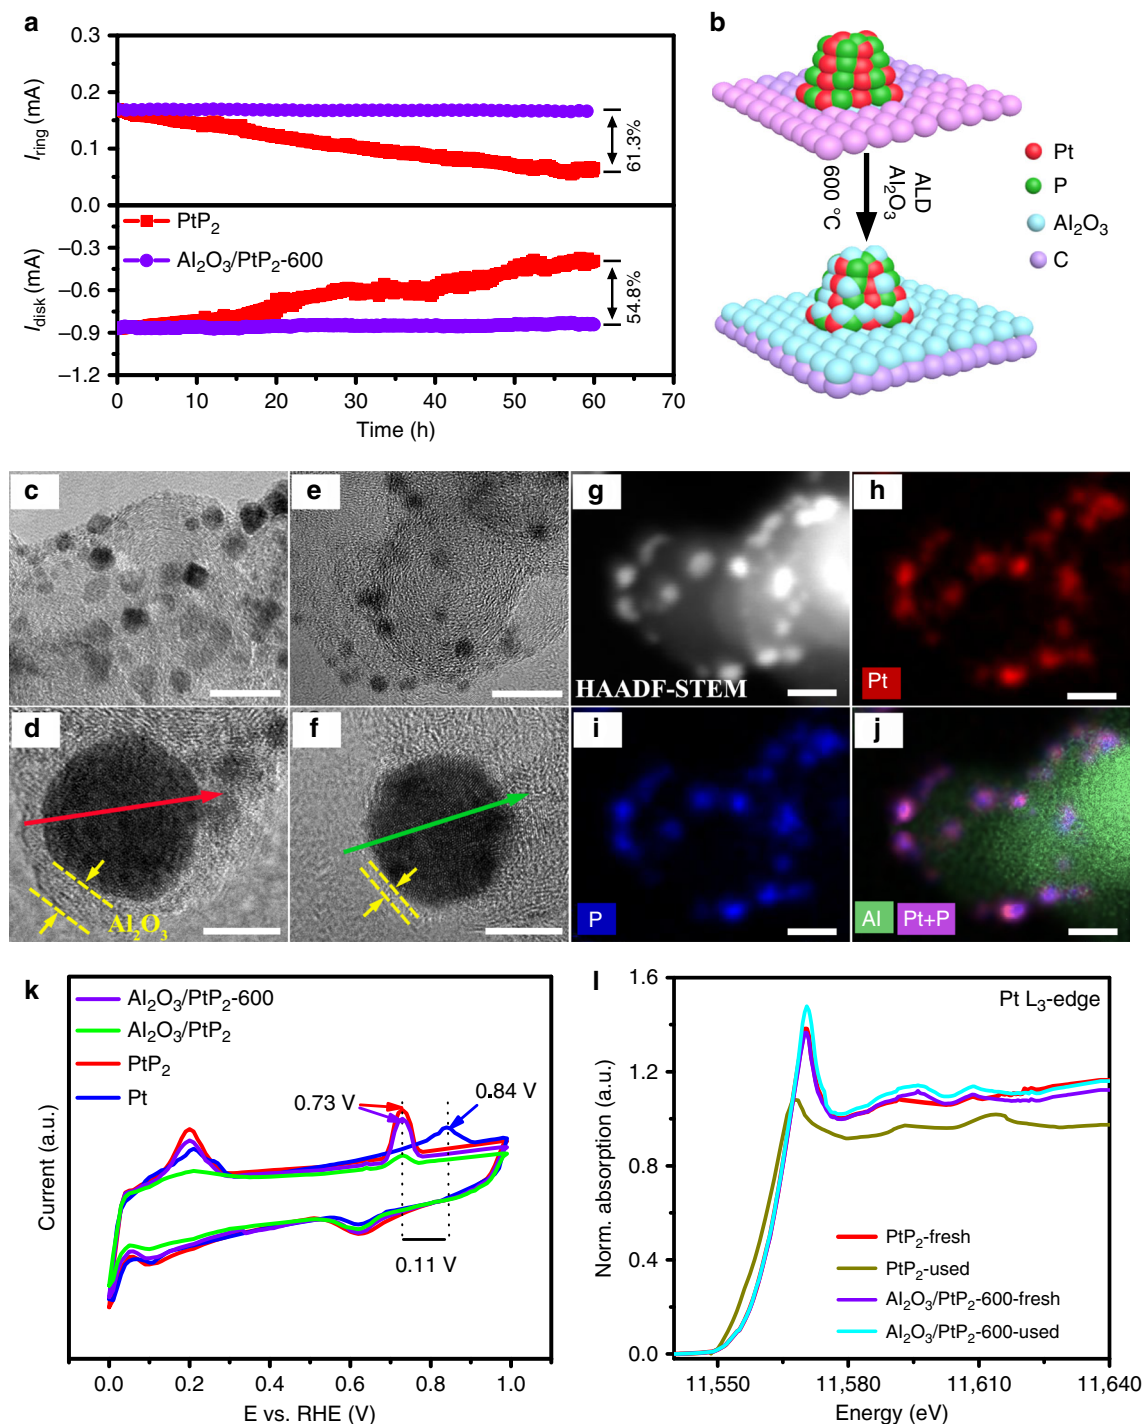 a
0.3
0.2
0.1
0.0
−0.3
−0.6
−0.9
−1.2
I_ring (mA)
I_disk (mA)
61.3%
54.8%
PtP₂
Al₂O₃/PtP₂-600
0 10 20 30 40 50 60 70
Time (h)
b
600 °C
ALD
Al₂O₃
Pt
P
Al₂O₃
C
c
e
g
HAADF-STEM
h
Pt
d
Al₂O₃
f
i
P
j
Al
Pt+P
k
Al₂O₃/PtP₂-600
Al₂O₃/PtP₂
PtP₂
Pt
0.73 V
0.84 V
0.11 V
Current (a.u.)
0.0 0.2 0.4 0.6 0.8 1.0
E vs. RHE (V)
l
Pt L₃-edge
1.6
1.2
0.8
0.4
0.0
Norm. absorption (a.u.)
PtP₂-fresh
PtP₂-used
Al₂O₃/PtP₂-600-fresh
Al₂O₃/PtP₂-600-used
11,550 11,580 11,610 11,640
Energy (eV)